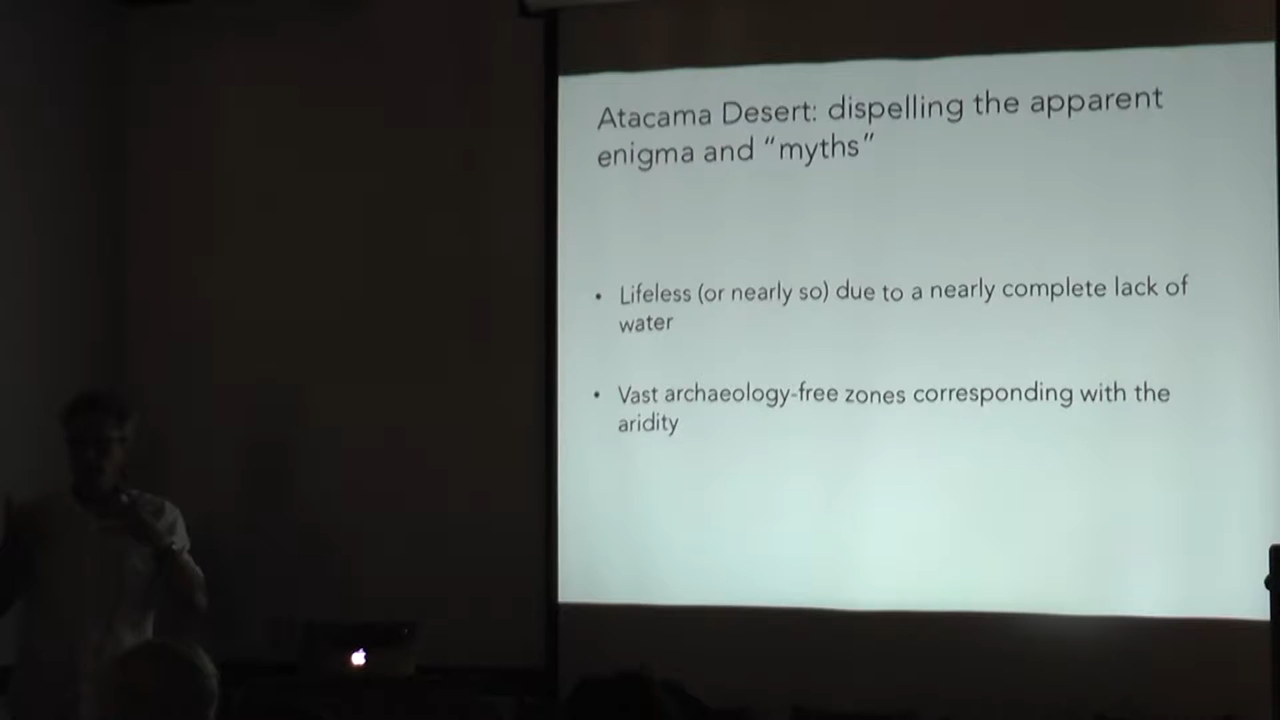 Atacama Desert: dispelling the apparent
enigma and “myths”
• Lifeless (or nearly so) due to a nearly complete lack of
water
• Vast archaeology-free zones corresponding with the
aridity